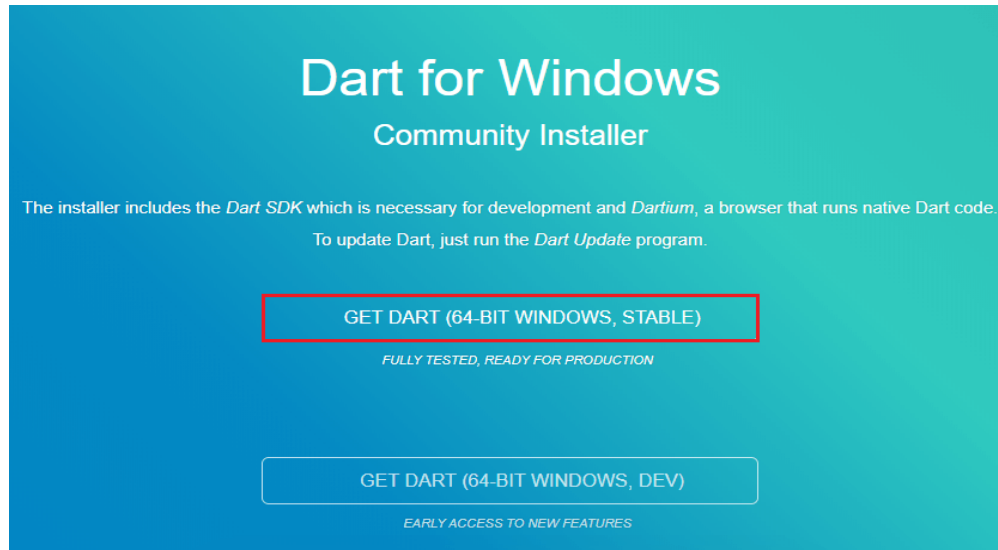 Dart for Windows
Community Installer
The installer includes the Dart SDK which is necessary for development and Dartium, a browser that runs native Dart code.
To update Dart, just run the Dart Update program.
GET DART (64-BIT WINDOWS, STABLE)
FULLY TESTED, READY FOR PRODUCTION
GET DART (64-BIT WINDOWS, DEV)
EARLY ACCESS TO NEW FEATURES